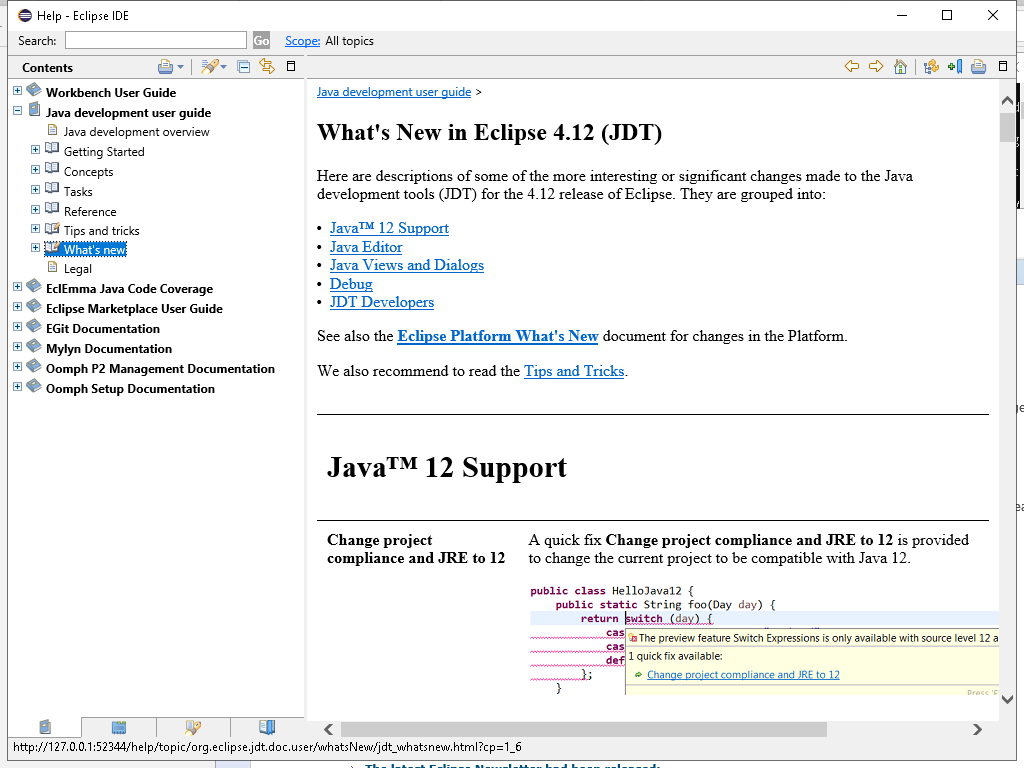 Help - Eclipse IDE
Search:
Go
Scope: All topics
Contents
Workbench User Guide
Java development user guide
Java development overview
Getting Started
Concepts
Tasks
Reference
Tips and tricks
What's new
Legal
EclEmma Java Code Coverage
Eclipse Marketplace User Guide
EGit Documentation
Mylyn Documentation
Oomph P2 Management Documentation
Oomph Setup Documentation
Java development user guide >
What's New in Eclipse 4.12 (JDT)
Here are descriptions of some of the more interesting or significant changes made to the Java
development tools (JDT) for the 4.12 release of Eclipse. They are grouped into:
• Java™ 12 Support
• Java Editor
• Java Views and Dialogs
• Debug
• JDT Developers
See also the Eclipse Platform What's New document for changes in the Platform.
We also recommend to read the Tips and Tricks.
Java™ 12 Support
Change project
compliance and JRE to 12
A quick fix Change project compliance and JRE to 12 is provided
to change the current project to be compatible with Java 12.
public class HelloJava12 {
public static String foo(Day day) {
return switch (day) {
cas
The preview feature Switch Expressions is only available with source level 12 a
cas
1 quick fix available:
def
Change project compliance and JRE to 12
};
}
Press 'F
http://127.0.0.1:52344/help/topic/org.eclipse.jdt.doc.user/whatsNew/jdt_whatsnew.html?cp=1_6
The latest Eclipse Newsletter had been released: